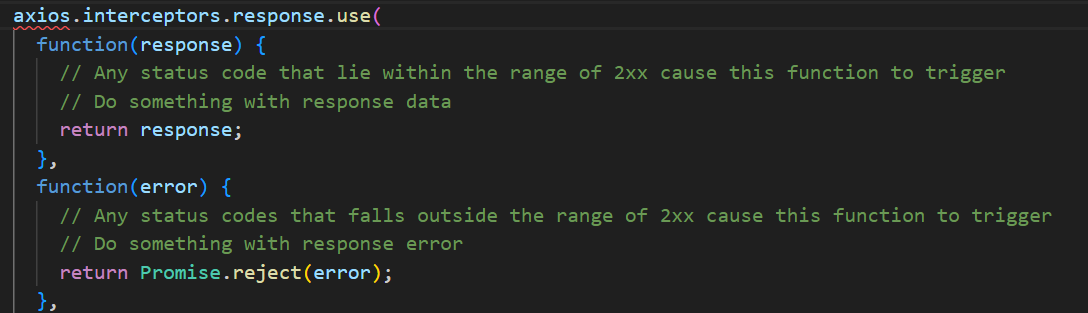 axios.interceptors.response.use(
function(response) {
// Any status code that lie within the range of 2xx cause this function to trigger
// Do something with response data
return response;
},
function(error) {
// Any status codes that falls outside the range of 2xx cause this function to trigger
// Do something with response error
return Promise.reject(error);
},